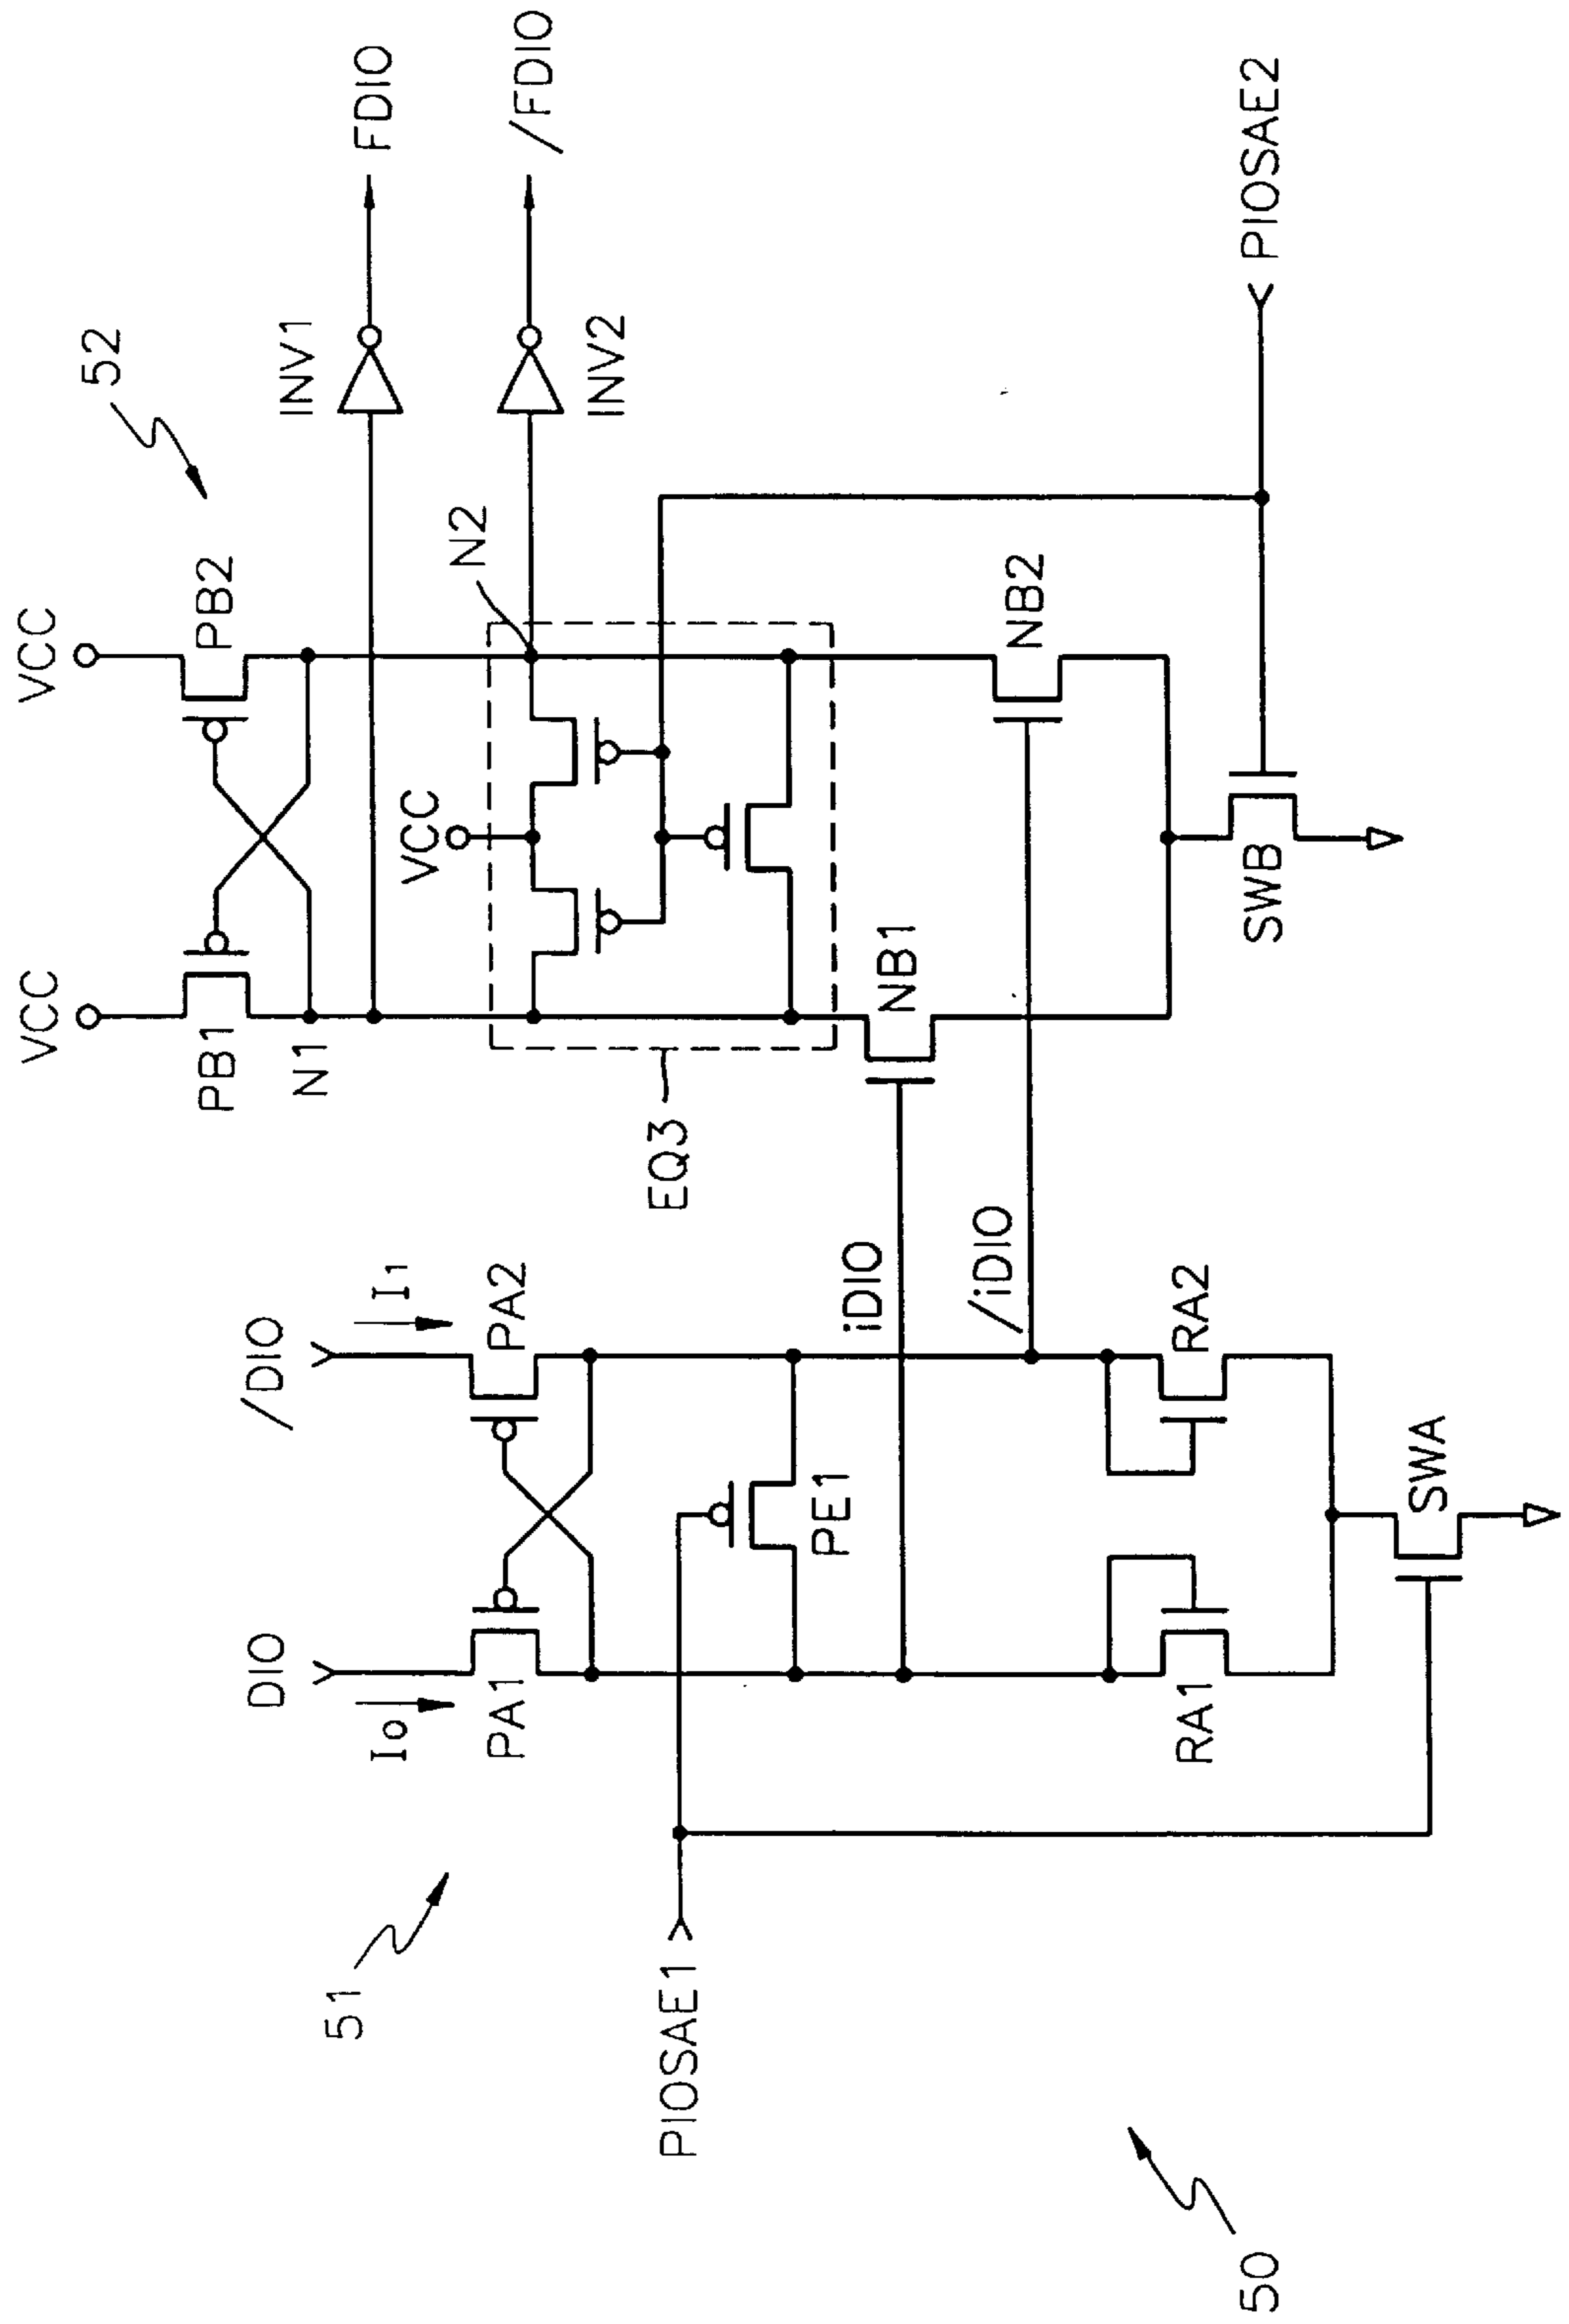 VCC
VCC
52
PB1
PB2
N1
INV1
FDIO
DIO
/DIO
Io
I1
VCC
N2
/FDIO
PA1
PA2
INV2
51
EQ3
PIOSAE1
PE1
iDIO
NB1
/iDIO
NB2
RA1
RA2
SWB
PIOSAE2
SWA
50